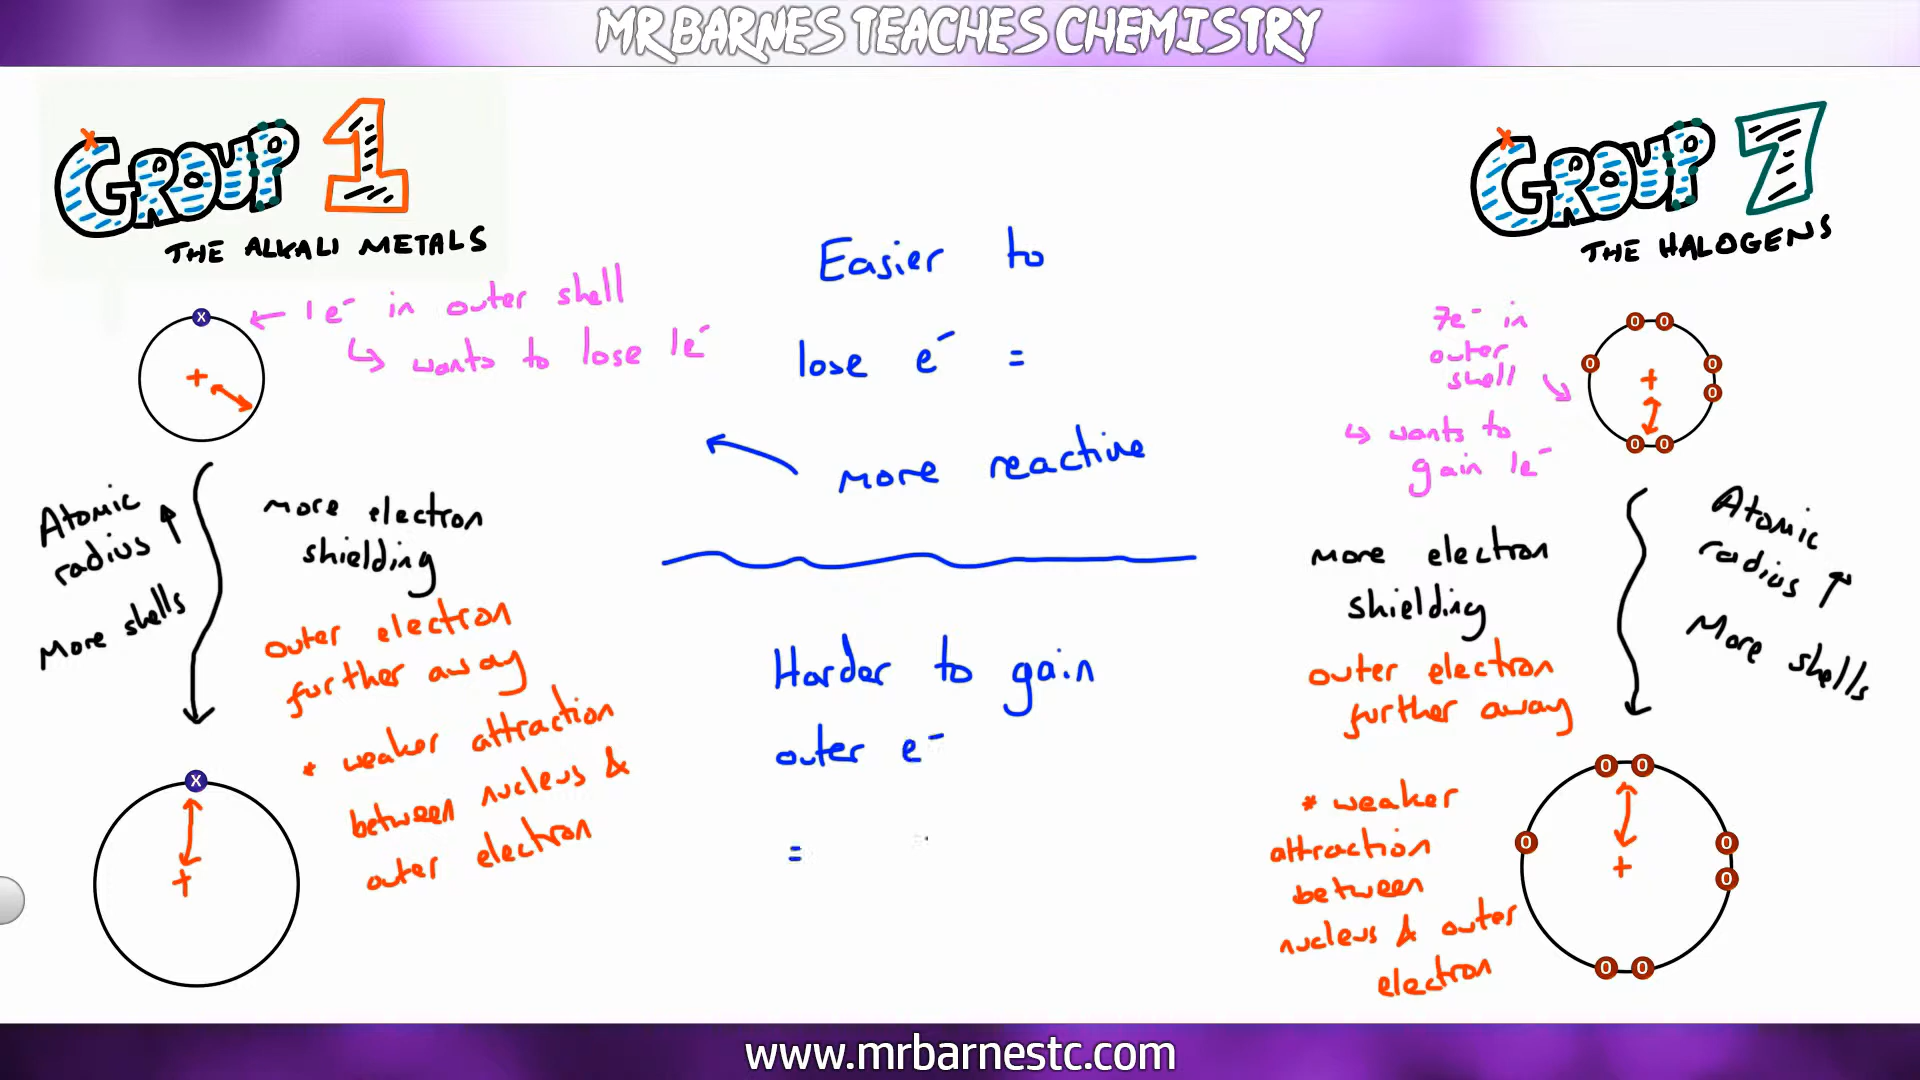 MR BARNES TEACHES CHEMISTRY
GROUP 1
THE ALKALI METALS
← 1e⁻ in outer shell
↳ wants to lose 1e⁻
x
+
Atomic
radius ↑
More shells
more electron
shielding
outer electron
further away
* weaker attraction
between nucleus &
outer electron
x
+
Easier to
lose e⁻ =
more reactive
Harder to gain
outer e⁻
=
GROUP 7
THE HALOGENS
7e⁻ in
outer
shell
↳ wants to
gain 1e⁻
o o
o o
+
o
o o
more electron
shielding
outer electron
further away
Atomic
radius ↑
More shells
* weaker
attraction
between
nucleus & outer
electron
o o
o o
+
o
o o
www.mrbarnestc.com